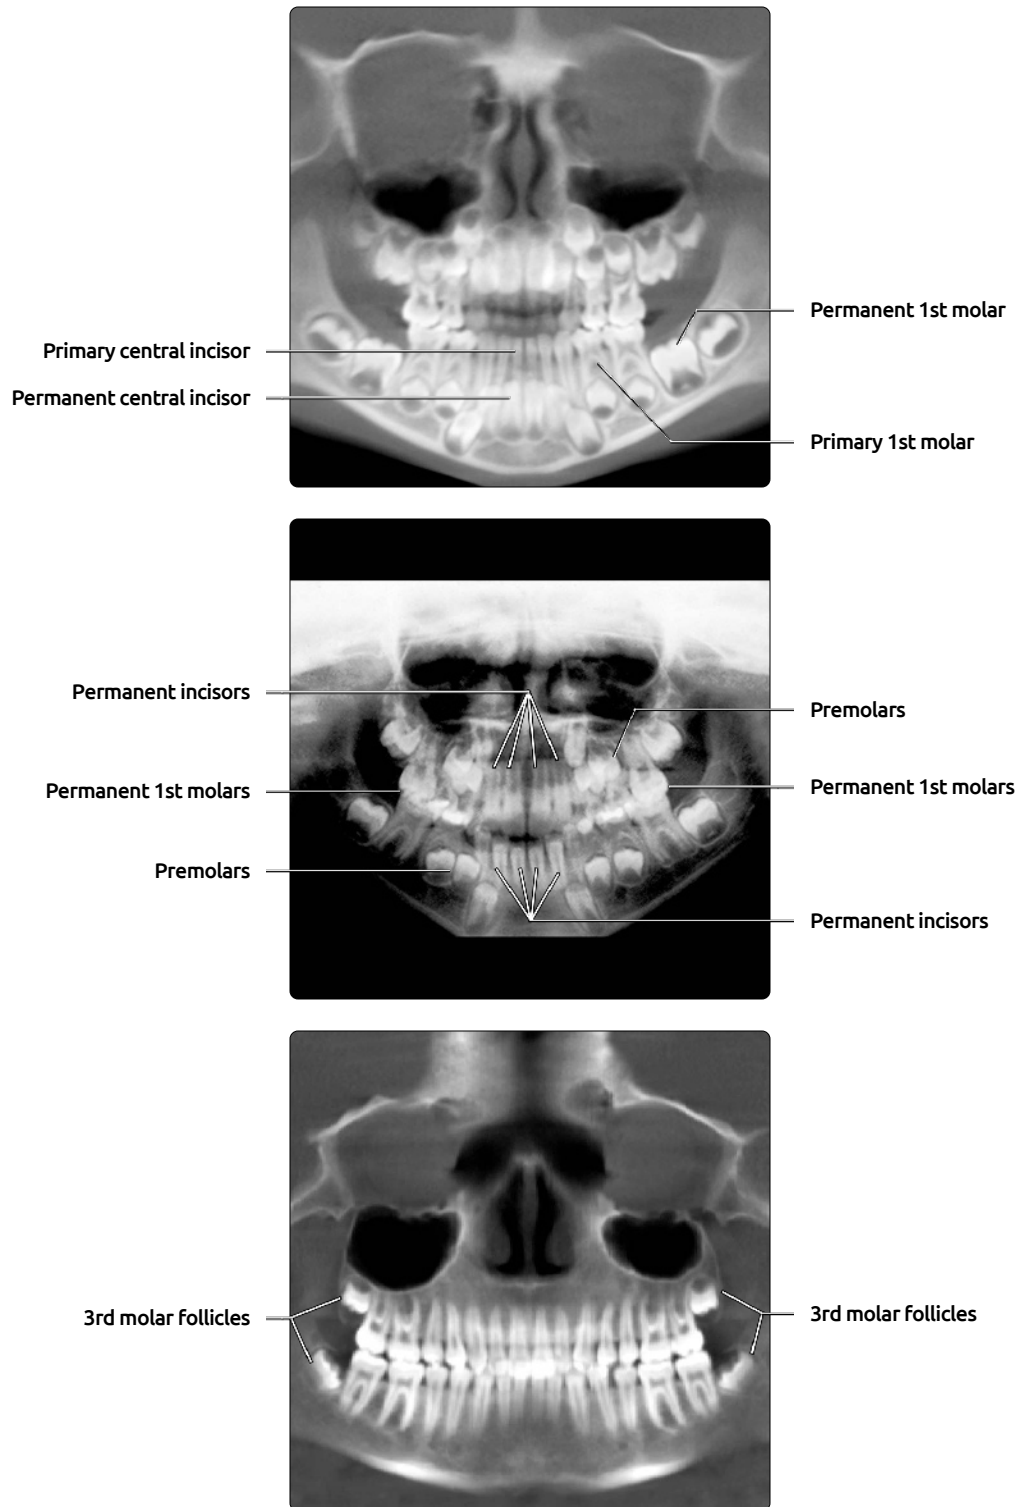 Permanent 1st molar
Primary central incisor
Permanent central incisor
Primary 1st molar
Permanent incisors
Premolars
Permanent 1st molars
Permanent 1st molars
Premolars
Permanent incisors
3rd molar follicles
3rd molar follicles